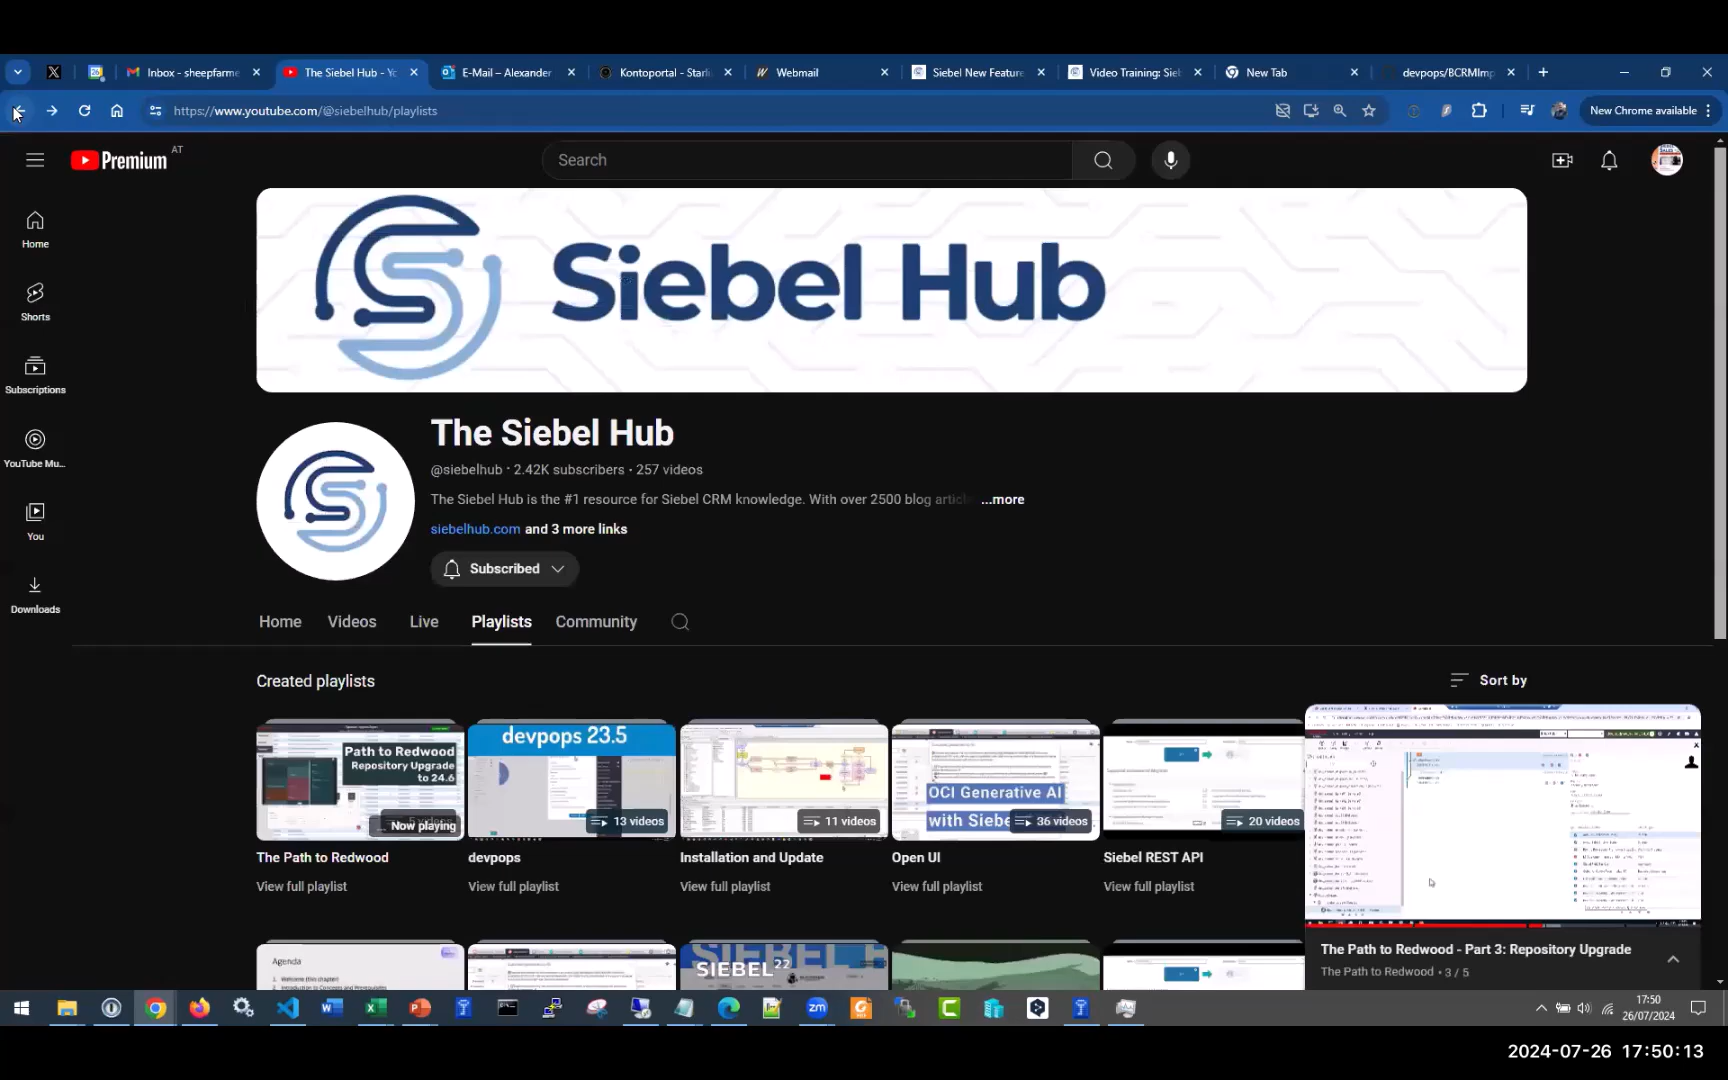 Inbox - sheepfarme
The Siebel Hub - Yo
E-Mail – Alexander
Kontoportal - Starli
Webmail
Siebel New Feature
Video Training: Sieb
New Tab
devpops/BCRMImp
https://www.youtube.com/@siebelhub/playlists
New Chrome available
Premium AT
Search
Siebel Hub
Home
Shorts
Subscriptions
YouTube Mu...
You
Downloads
The Siebel Hub
@siebelhub · 2.42K subscribers · 257 videos
The Siebel Hub is the #1 resource for Siebel CRM knowledge. With over 2500 blog article ...more
siebelhub.com and 3 more links
Subscribed
Home Videos Live Playlists Community
Created playlists
Sort by
Path to Redwood
Repository Upgrade
to 24.6
Now playing
The Path to Redwood
View full playlist
devpops 23.5
13 videos
devpops
View full playlist
11 videos
Installation and Update
View full playlist
OCI Generative AI
with Siebe
36 videos
Open UI
View full playlist
20 videos
Siebel REST API
View full playlist
Agenda
SIEBEL 22
The Path to Redwood - Part 3: Repository Upgrade
The Path to Redwood • 3 / 5
17:50
26/07/2024
2024-07-26 17:50:13